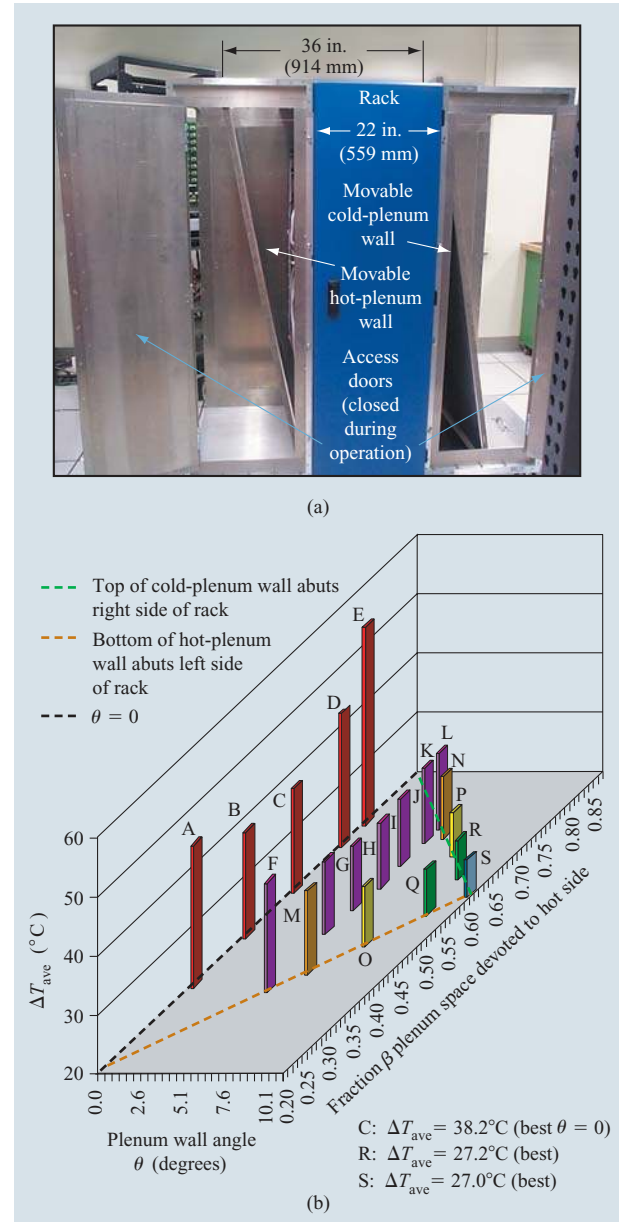 36 in.
(914 mm)
Rack
22 in.
(559 mm)
Movable
cold-plenum
wall
Movable
hot-plenum
wall
Access
doors
(closed
during
operation)
(a)
Top of cold-plenum wall abuts
right side of rack
Bottom of hot-plenum
wall abuts left side
of rack
θ = 0
A
B
C
D
E
F
G
H
I
J
K
L
M
N
O
P
Q
R
S
60
50
40
30
20
ΔT_ave (°C)
0.0
2.6
5.1
7.6
10.1
Plenum wall angle
θ (degrees)
0.20
0.25
0.30
0.35
0.40
0.45
0.50
0.55
0.60
0.65
0.70
0.75
0.80
0.85
Fraction β plenum space devoted to hot side
C: ΔT_ave = 38.2°C (best θ = 0)
R: ΔT_ave = 27.2°C (best)
S: ΔT_ave = 27.0°C (best)
(b)